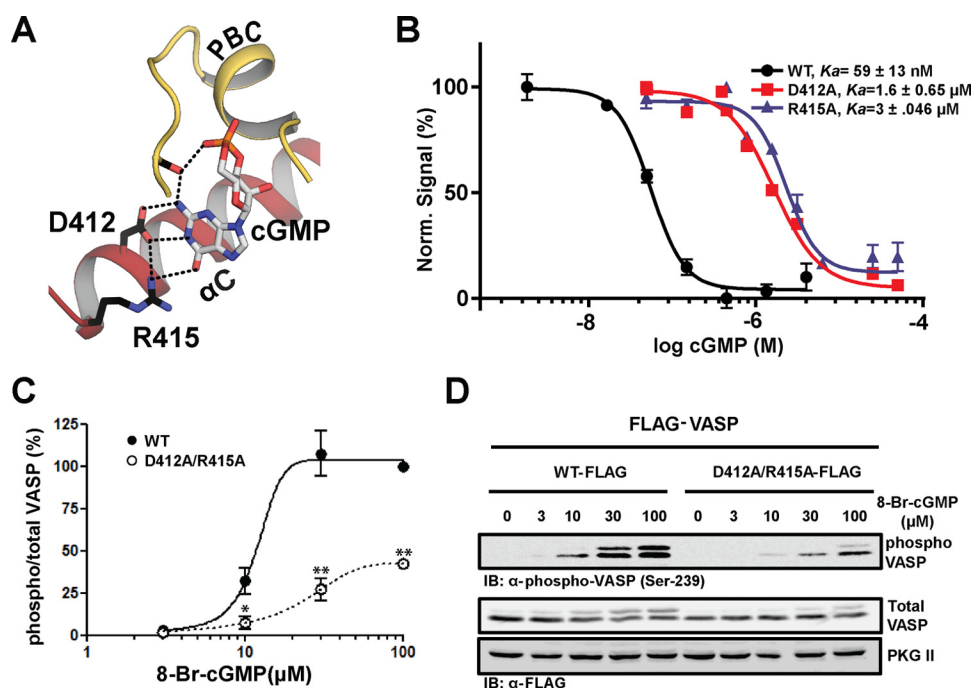 A
PBC
D412
cGMP
αC
R415
B
WT, Ka= 59 ± 13 nM
D412A, Ka=1.6 ± 0.65 µM
R415A, Ka=3 ± .046 µM
Norm. Signal (%)
100
50
0
-8
-6
-4
log cGMP (M)
C
phospho/total VASP (%)
125
100
75
50
25
0
WT
D412A/R415A
*
**
**
1
10
100
8-Br-cGMP(µM)
D
FLAG-VASP
WT-FLAG
D412A/R415A-FLAG
8-Br-cGMP
(µM)
0 3 10 30 100 0 3 10 30 100
phospho
VASP
IB: α-phospho-VASP (Ser-239)
Total
VASP
PKG II
IB: α-FLAG